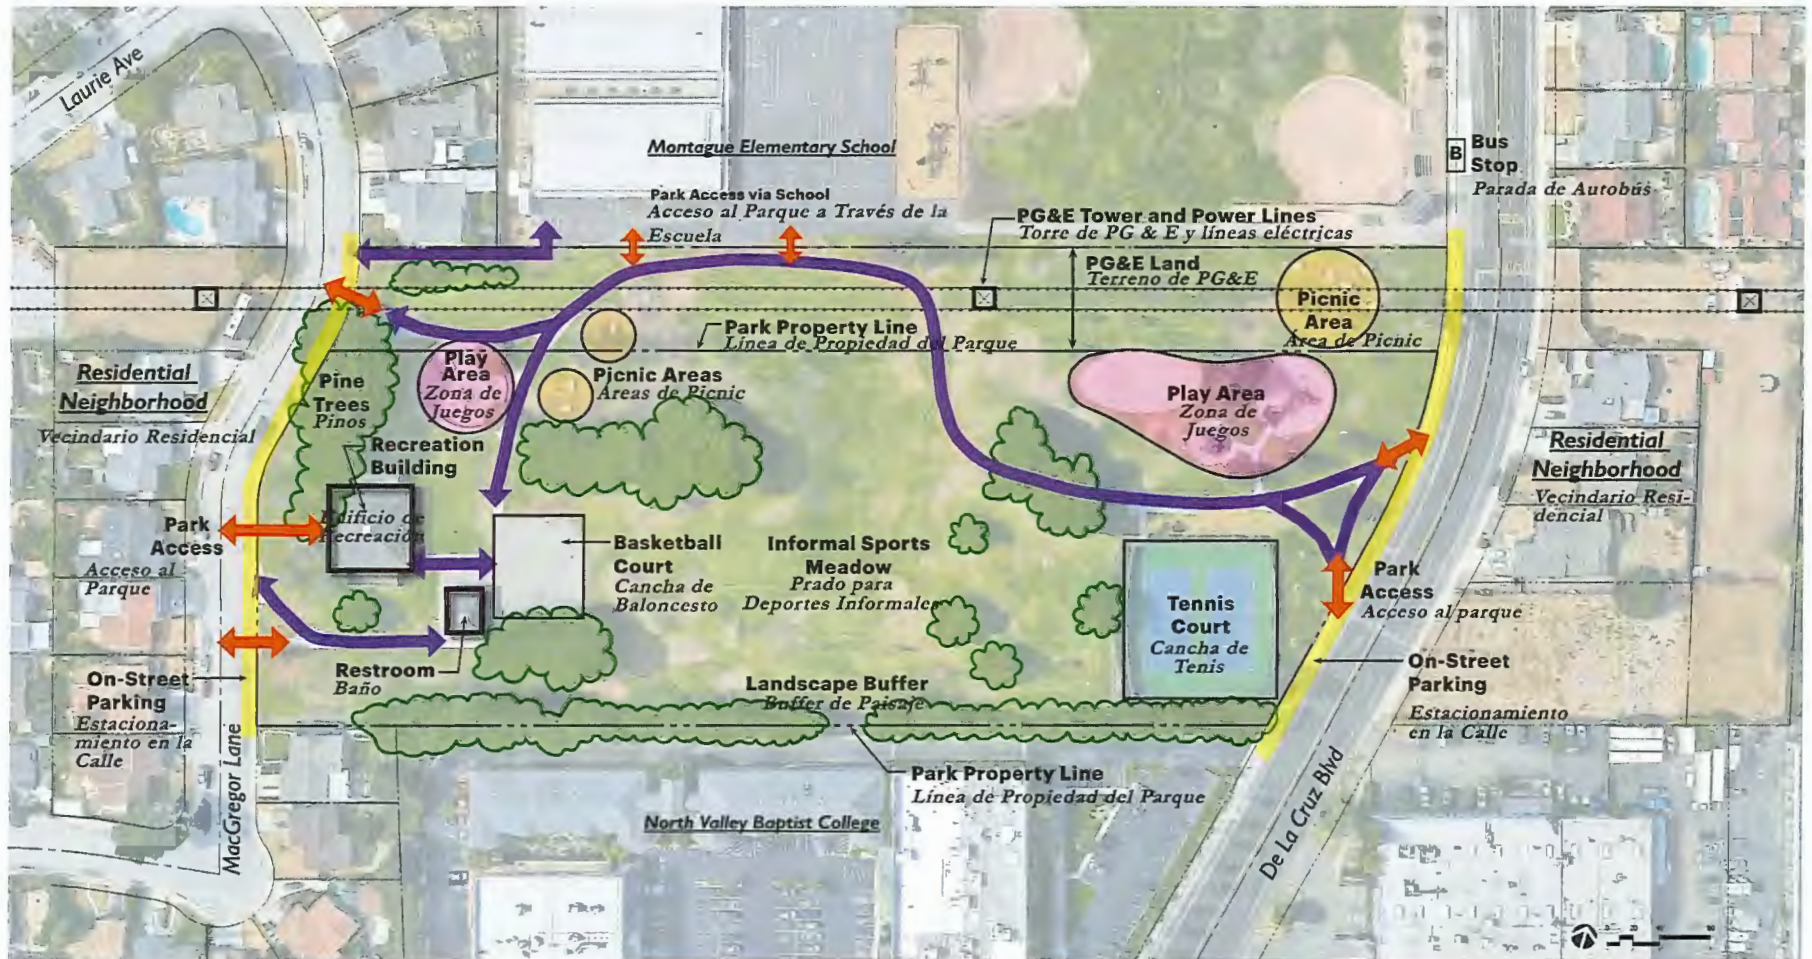 Laurie Ave
Montague Elementary School
Park Access via School
Acceso al Parque a Través de la
Escuela
B
Bus
Stop
Parada de Autobús
PG&E Tower and Power Lines
Torre de PG & E y líneas eléctricas
PG&E Land
Terreno de PG&E
Picnic
Area
Área de Picnic
Park Property Line
Línea de Propiedad del Parque
Residential
Neighborhood
Vecindario Residencial
Pine
Trees
Pinos
Play
Area
Zona de
Juegos
Picnic Areas
Áreas de Picnic
Play Area
Zona de
Juegos
Recreation
Building
Edificio de
Recreación
Residential
Neighborhood
Vecindario Resi-
dencial
Park
Access
Acceso al
Parque
Basketball
Court
Cancha de
Baloncesto
Informal Sports
Meadow
Prado para
Deportes Informales
Tennis
Court
Cancha de
Tenis
Park
Access
Acceso al parque
Restroom
Baño
On-Street
Parking
Estaciona-
miento en la
Calle
Landscape Buffer
Buffer de Paisaje
On-Street
Parking
Estacionamiento
en la Calle
MacGregor Lane
Park Property Line
Línea de Propiedad del Parque
North Valley Baptist College
De La Cruz Blvd